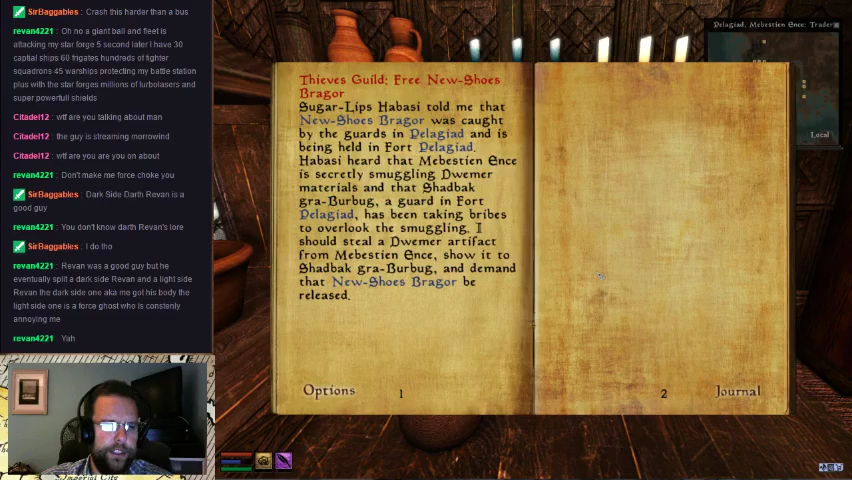 SirBaggables : Crash this harder than a bus
revan4221 : Oh no a giant ball and fleet is
attacking my star forge 5 second later I have 30
captial ships 60 frigates hundreds of fighter
squadrons 45 warships protecting my battle station
plus with the star forges millions of turbolasers and
super powerfull shields
Citadel12 : wtf are you talking about man
Citadel12 : the guy is streaming morrowind
Citadel12 : wtf are you are you on about
revan4221 : Don't make me force choke you
SirBaggables : Dark Side Darth Revan is a
good guy
revan4221 : You don't know darth Revan's lore
SirBaggables : I do tho
revan4221 : Revan was a good guy but he
eventually split a dark side Revan and a light side
Revan the dark side one aka me got his body the
light side one is a force ghost who is constenly
annoying me
revan4221 : Yah
Thieves Guild: Free New-Shoes
Bragor
Sugar-Lips Habasi told me that
New-Shoes Bragor was caught
by the guards in Pelagiad and is
being held in Fort Pelagiad.
Habasi heard that Mebestien Ence
is secretly smuggling Dwemer
materials and that Shadbak
gra-Burbug, a guard in Fort
Pelagiad, has been taking bribes
to overlook the smuggling. I
should steal a Dwemer artifact
from Mebestien Ence, show it to
Shadbak gra-Burbug, and demand
that New-Shoes Bragor be
released.
Options
1
2
Journal
Pelagiad, Mebestien Ence: Trader
Local
Imperial City